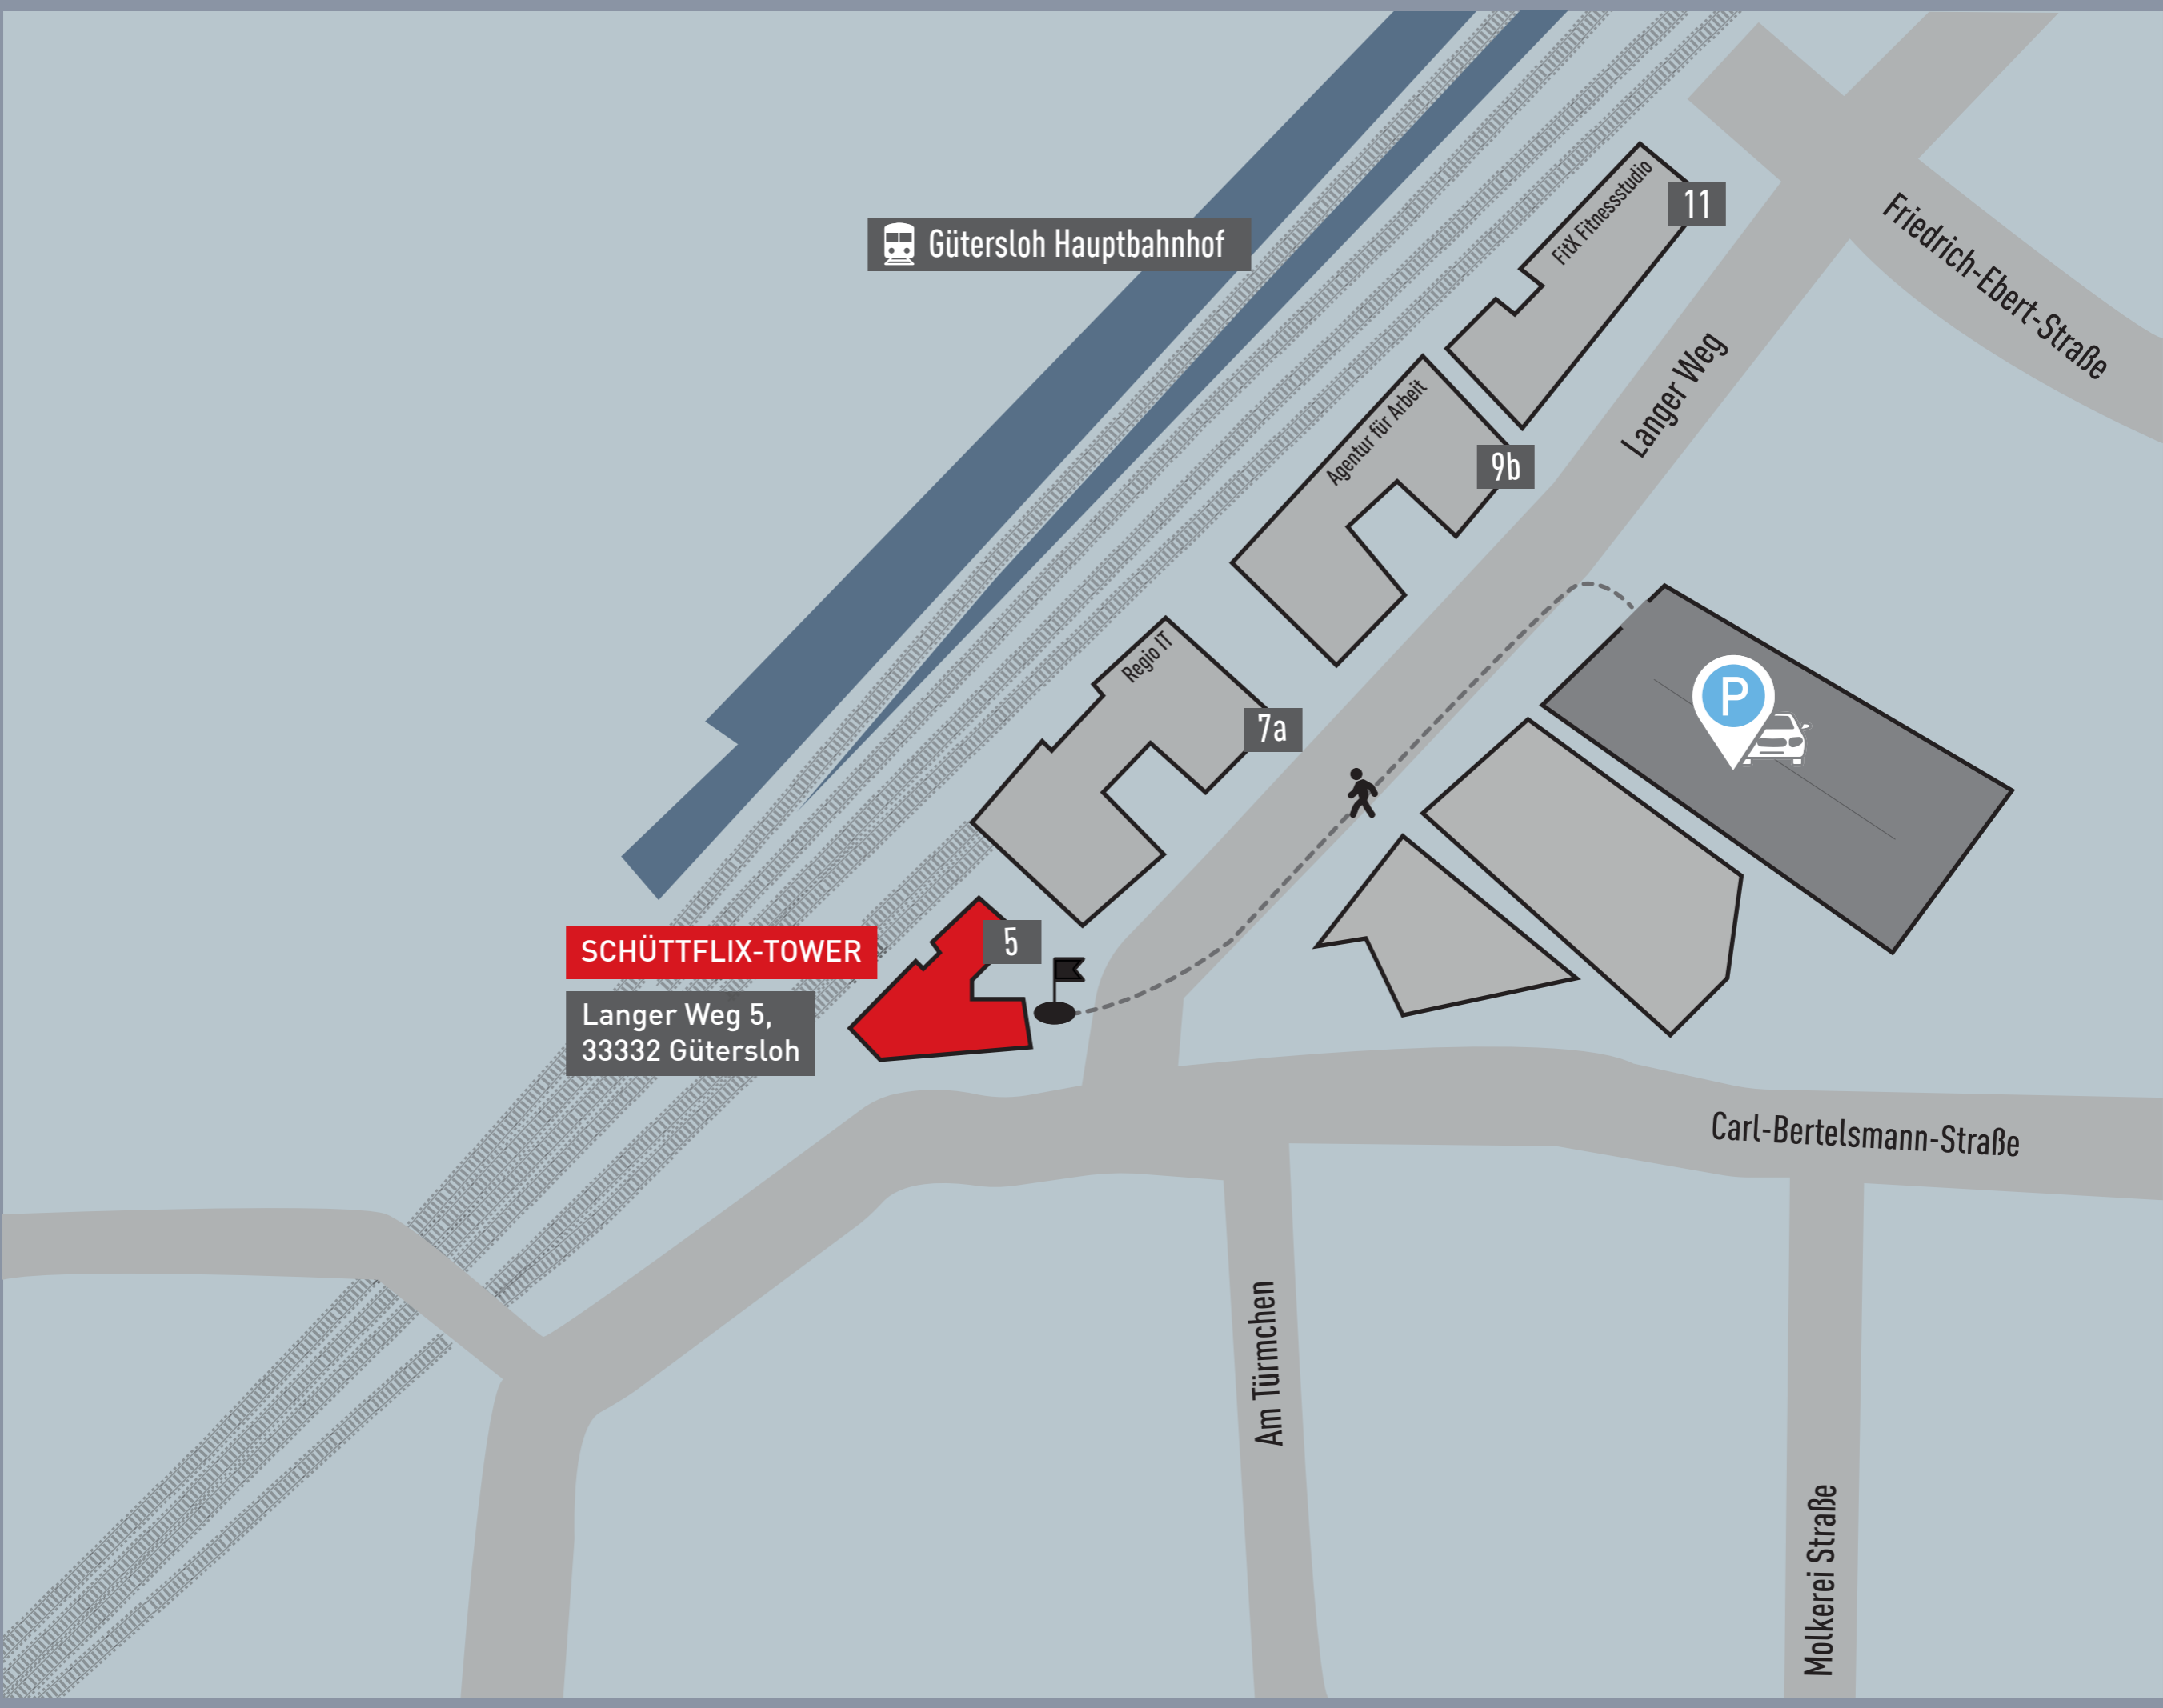 11
FitX Fitnessstudio
Friedrich-Ebert-Straße
Gütersloh Hauptbahnhof
Langer Weg
Agentur für Arbeit
9b
Regio IT
7a
P
SCHÜTTFLIX-TOWER
5
Langer Weg 5,
33332 Gütersloh
Carl-Bertelsmann-Straße
Am Türmchen
Molkerei Straße